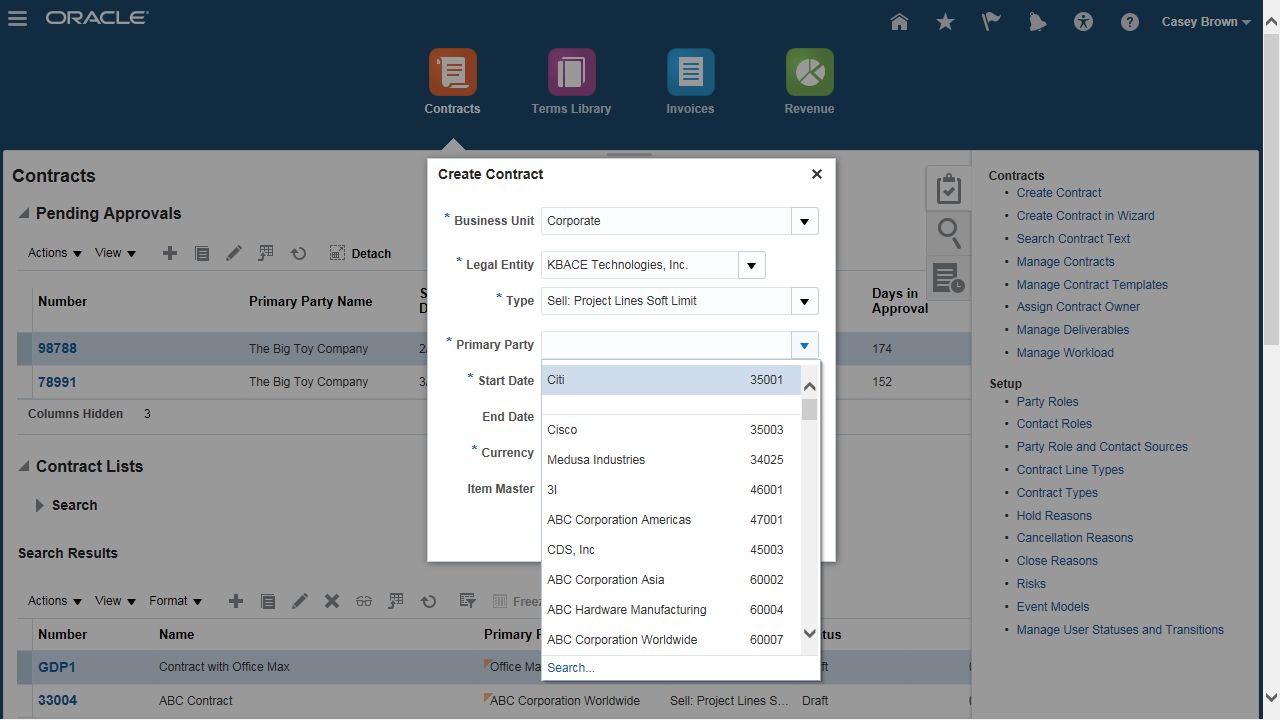 ORACLE
Casey Brown
Contracts
Terms Library
Invoices
Revenue
Contracts
Pending Approvals
Actions View Detach
Number Primary Party Name Days in Approval
98788 The Big Toy Company 174
78991 The Big Toy Company 152
Columns Hidden 3
Contract Lists
Search
Search Results
Actions View Format
Number Name Primary
GDP1 Contract with Office Max Office Draft
33004 ABC Contract ABC Corporation Worldwide Sell: Project Lines S... Draft
Create Contract
* Business Unit Corporate
* Legal Entity KBACE Technologies, Inc.
* Type Sell: Project Lines Soft Limit
* Primary Party
* Start Date
End Date
* Currency
Item Master
Citi 35001
Cisco 35003
Medusa Industries 34025
3I 46001
ABC Corporation Americas 47001
CDS, Inc 45003
ABC Corporation Asia 60002
ABC Hardware Manufacturing 60004
ABC Corporation Worldwide 60007
Search...
Contracts
• Create Contract
• Create Contract in Wizard
• Search Contract Text
• Manage Contracts
• Manage Contract Templates
• Assign Contract Owner
• Manage Deliverables
• Manage Workload
Setup
• Party Roles
• Contact Roles
• Party Role and Contact Sources
• Contract Line Types
• Contract Types
• Hold Reasons
• Cancellation Reasons
• Close Reasons
• Risks
• Event Models
• Manage User Statuses and Transitions